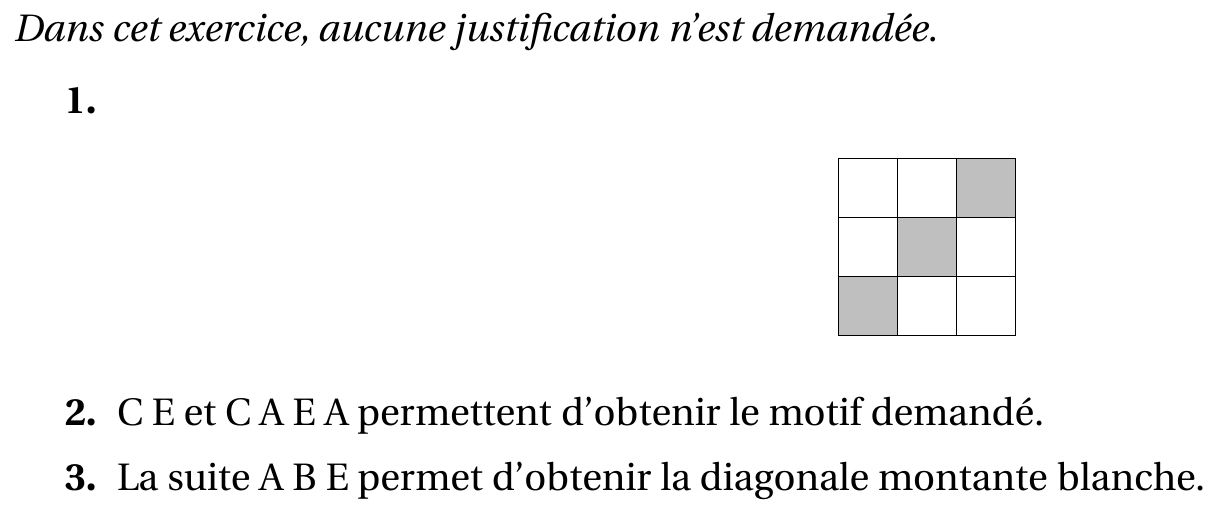 Dans cet exercice, aucune justification n’est demandée.
1.
2. C E et C A E A permettent d’obtenir le motif demandé.
3. La suite A B E permet d’obtenir la diagonale montante blanche.